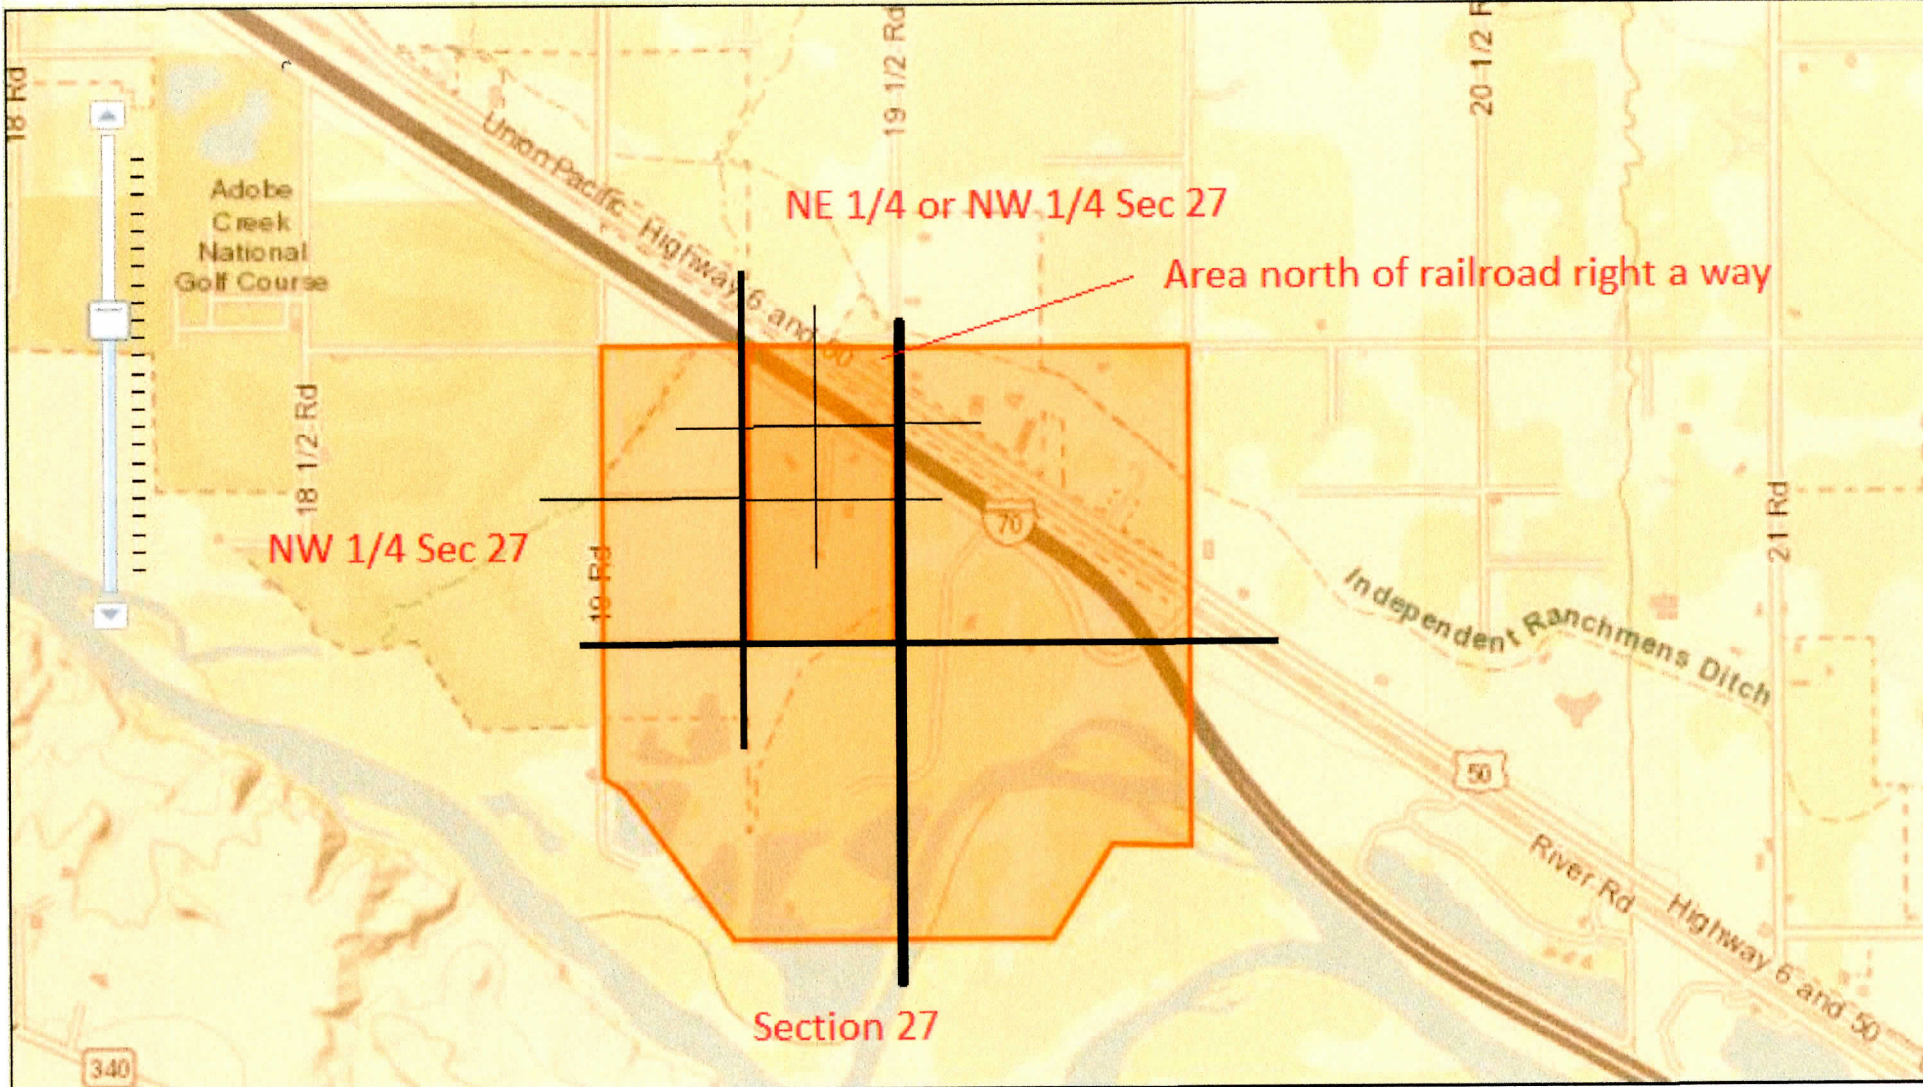 18 Rd
19 1/2 Rd
20 1/2 R
Union Pacific
Highway 6 and 50
Adobe
Creek
National
Golf Course
NE 1/4 or NW 1/4 Sec 27
Area north of railroad right a way
18 1/2 Rd
NW 1/4 Sec 27
19 Rd
70
21 Rd
Independent Ranchmens Ditch
50
River Rd
Highway 6 and 50
Section 27
340